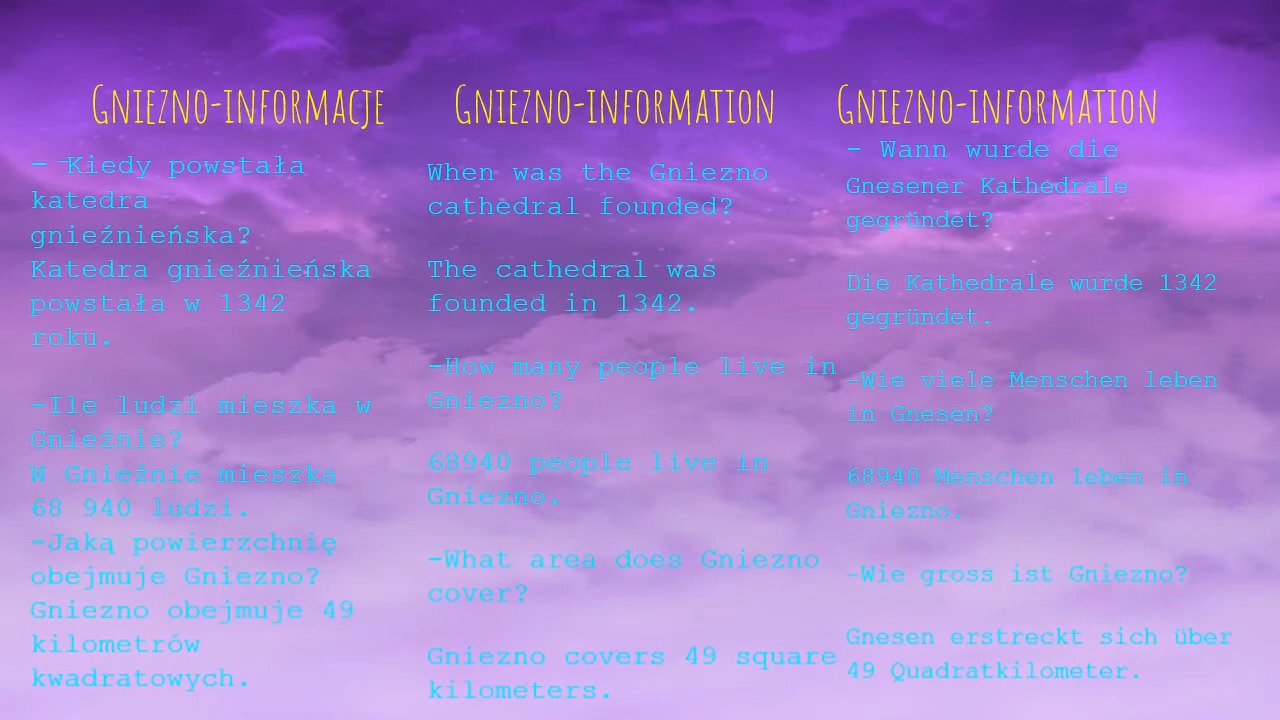 Gniezno-informacje
- -Kiedy powstała
katedra
gnieźnieńska?
Katedra gnieźnieńska
powstała w 1342
roku.
-Ile ludzi mieszka w
Gnieźnie?
W Gnieźnie mieszka
68 940 ludzi.
-Jaką powierzchnię
obejmuje Gniezno?
Gniezno obejmuje 49
kilometrów
kwadratowych.
Gniezno-information
When was the Gniezno
cathedral founded?
The cathedral was
founded in 1342.
-How many people live in
Gniezno?
68940 people live in
Gniezno.
-What area does Gniezno
cover?
Gniezno covers 49 square
kilometers.
Gniezno-information
- Wann wurde die
Gnesener Kathedrale
gegründet?
Die Kathedrale wurde 1342
gegründet.
-Wie viele Menschen leben
in Gnesen?
68940 Menschen leben in
Gniezno.
-Wie gross ist Gniezno?
Gnesen erstreckt sich über
49 Quadratkilometer.